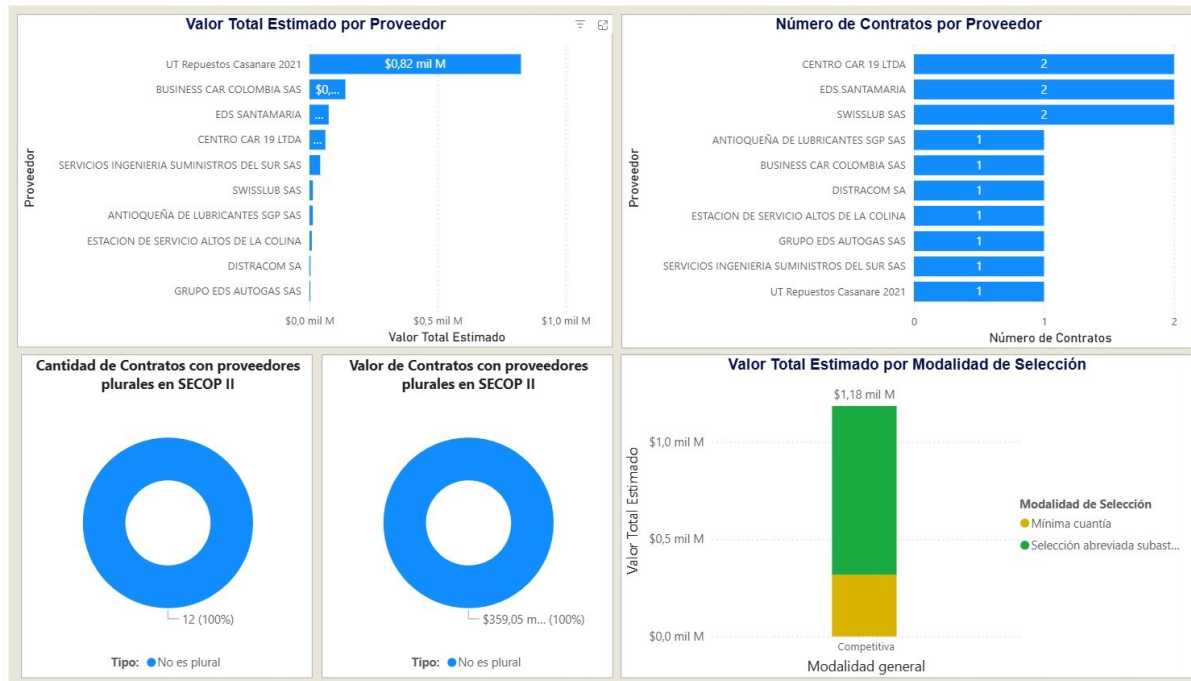 Valor Total Estimado por Proveedor
Proveedor
UT Repuestos Casanare 2021
$0,82 mil M
BUSINESS CAR COLOMBIA SAS
$0,...
EDS SANTAMARIA
...
CENTRO CAR 19 LTDA
...
SERVICIOS INGENIERIA SUMINISTROS DEL SUR SAS
SWISSLUB SAS
ANTIOQUEÑA DE LUBRICANTES SGP SAS
ESTACION DE SERVICIO ALTOS DE LA COLINA
DISTRACOM SA
GRUPO EDS AUTOGAS SAS
$0,0 mil M $0,5 mil M $1,0 mil M
Valor Total Estimado
Número de Contratos por Proveedor
Proveedor
CENTRO CAR 19 LTDA 2
EDS SANTAMARIA 2
SWISSLUB SAS 2
ANTIOQUEÑA DE LUBRICANTES SGP SAS 1
BUSINESS CAR COLOMBIA SAS 1
DISTRACOM SA 1
ESTACION DE SERVICIO ALTOS DE LA COLINA 1
GRUPO EDS AUTOGAS SAS 1
SERVICIOS INGENIERIA SUMINISTROS DEL SUR SAS 1
UT Repuestos Casanare 2021 1
0 1 2
Número de Contratos
Cantidad de Contratos con proveedores
plurales en SECOP II
12 (100%)
Tipo: No es plural
Valor de Contratos con proveedores
plurales en SECOP II
$359,05 m... (100%)
Tipo: No es plural
Valor Total Estimado por Modalidad de Selección
Valor Total Estimado
$1,18 mil M
$1,0 mil M
$0,5 mil M
$0,0 mil M
Competitiva
Modalidad general
Modalidad de Selección
Mínima cuantía
Selección abreviada subast...